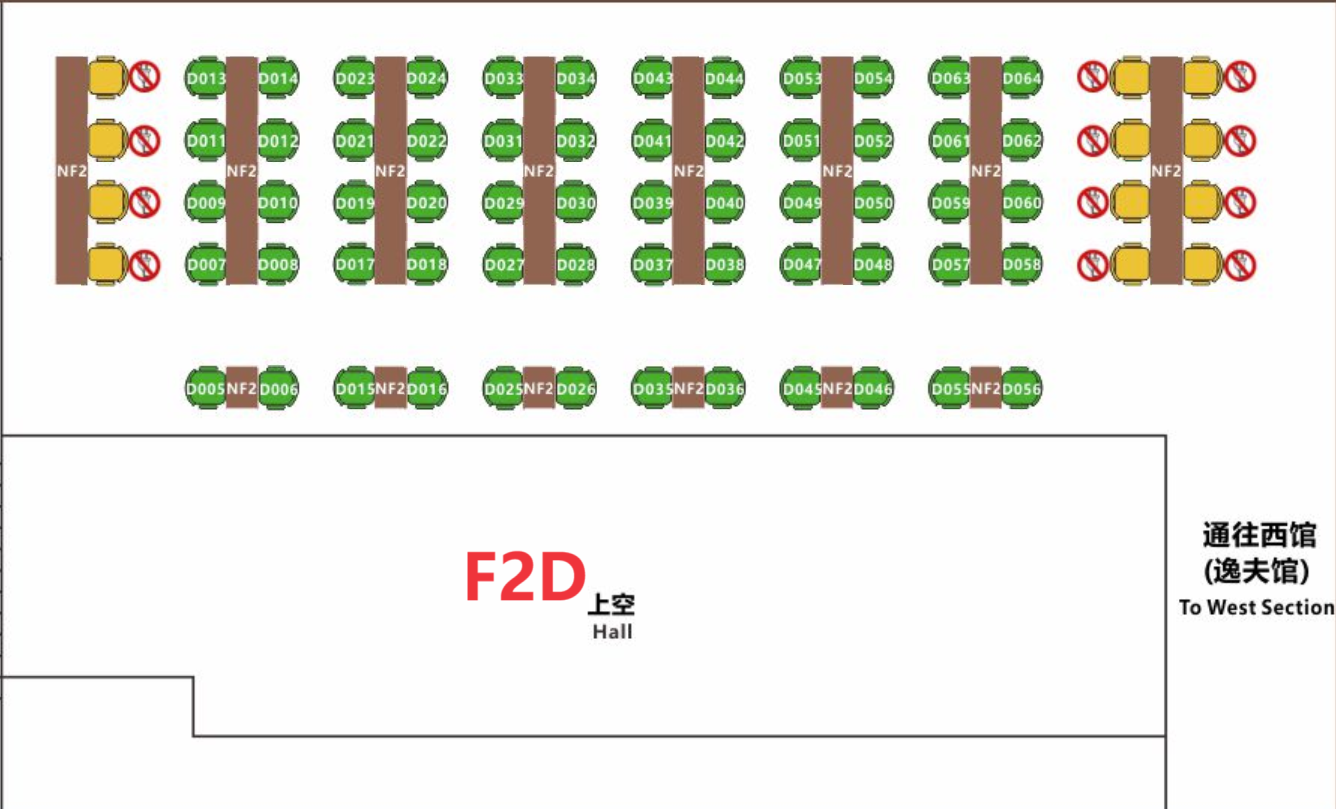 D013 D014 D023 D024 D033 D034 D043 D044 D053 D054 D063 D064
D011 D012 D021 D022 D031 D032 D041 D042 D051 D052 D061 D062
NF2 NF2 NF2 NF2 NF2 NF2 NF2 NF2
D009 D010 D019 D020 D029 D030 D039 D040 D049 D050 D059 D060
D007 D008 D017 D018 D027 D028 D037 D038 D047 D048 D057 D058
D005 NF2 D006 D015 NF2 D016 D025 NF2 D026 D035 NF2 D036 D045 NF2 D046 D055 NF2 D056
F2D
上空
Hall
通往西馆
(逸夫馆)
To West Section